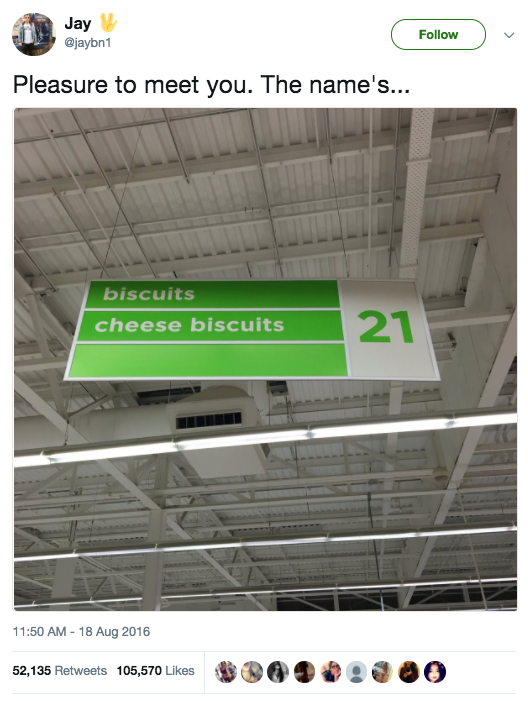 Jay 🖖
@jaybn1
Follow
Pleasure to meet you. The name's...
biscuits
cheese biscuits
21
11:50 AM - 18 Aug 2016
52,135 Retweets 105,570 Likes